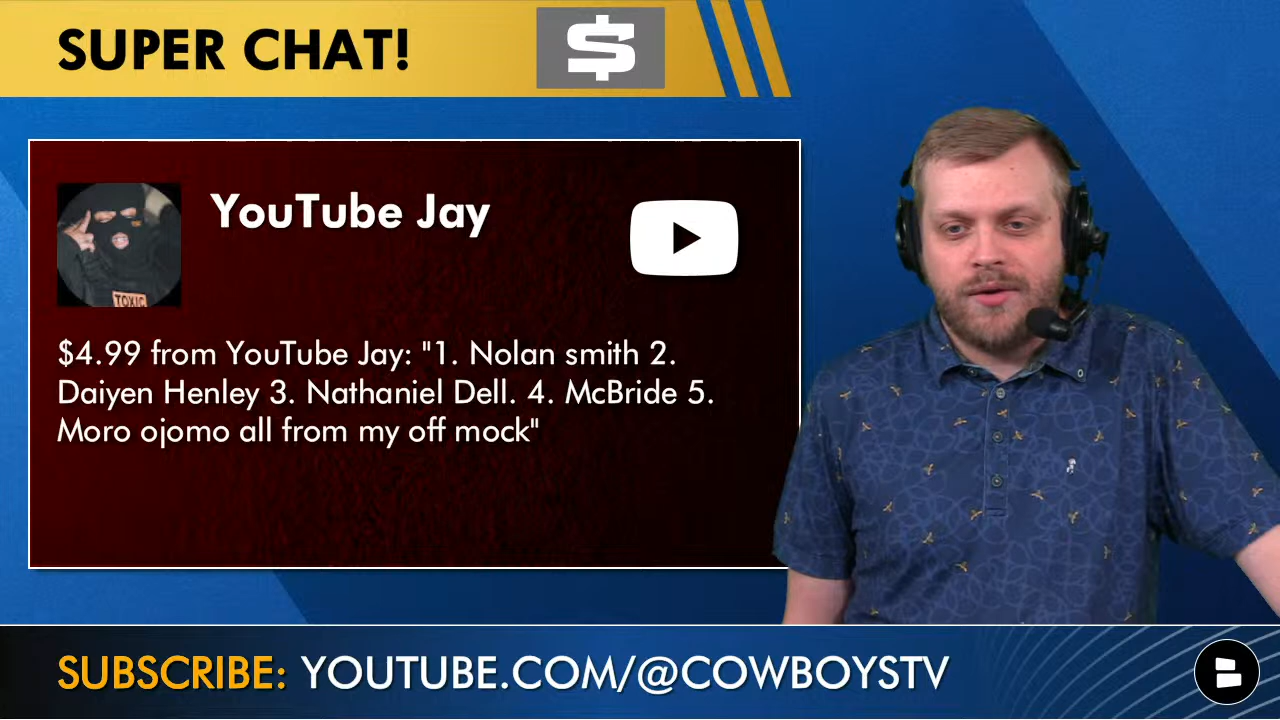 SUPER CHAT!
$
YouTube Jay
TOXIC
$4.99 from YouTube Jay: "1. Nolan smith 2.
Daiyen Henley 3. Nathaniel Dell. 4. McBride 5.
Moro ojomo all from my off mock"
SUBSCRIBE: YOUTUBE.COM/@COWBOYSTV